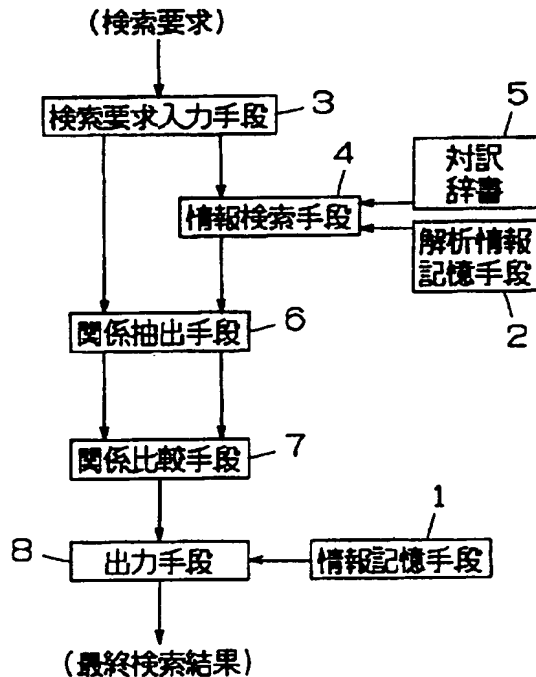 (検索要求)
3
検索要求入力手段
5
対訳
辞書
4
情報検索手段
解析情報
記憶手段
2
関係抽出手段
6
関係比較手段
7
1
8
出力手段
情報記憶手段
(最終検索結果)